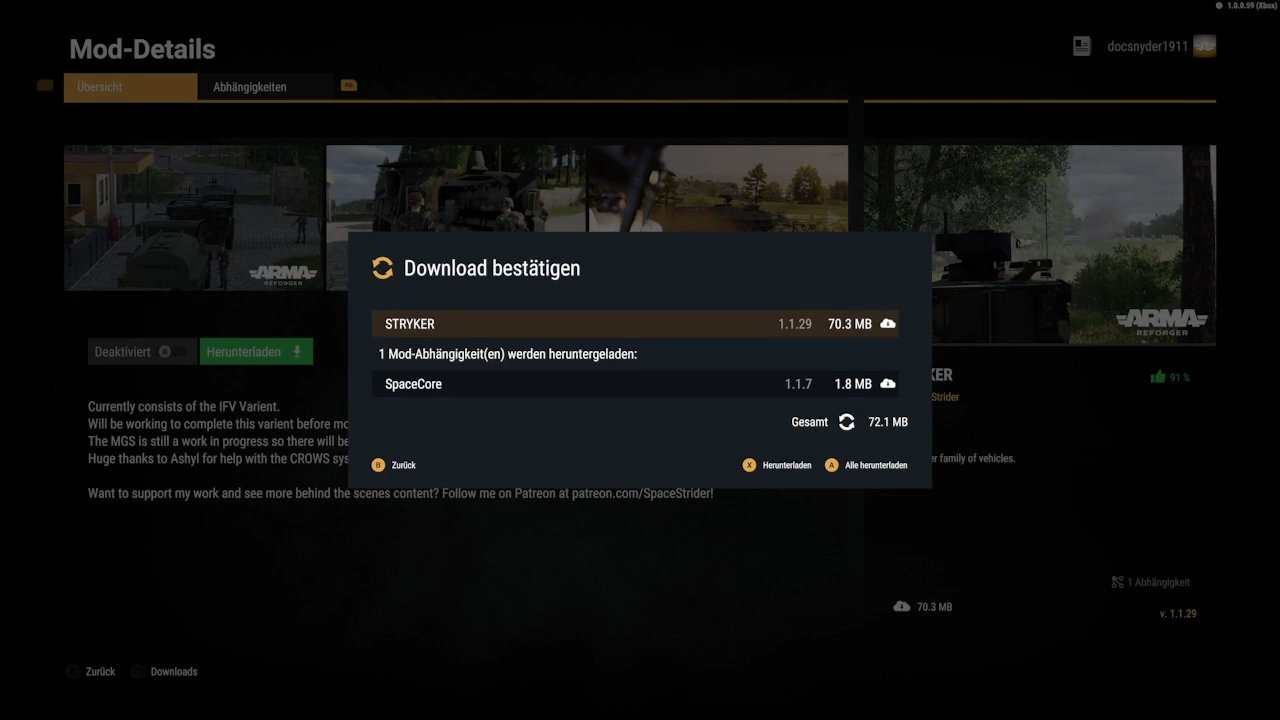 1.0.0.59 (Xbox)
Mod-Details
docsnyder1911
Übersicht
Abhängigkeiten
RB
ARMA
REFORGER
ARMA
REFORGER
Download bestätigen
STRYKER 1.1.29 70.3 MB
1 Mod-Abhängigkeit(en) werden heruntergeladen:
SpaceCore 1.1.7 1.8 MB
Gesamt 72.1 MB
B Zurück
X Herunterladen
A Alle herunterladen
Deaktiviert
Herunterladen
KER
91 %
Strider
Currently consists of the IFV Varient.
Will be working to complete this varient before mo
The MGS is still a work in progress so there will be
Huge thanks to Ashyl for help with the CROWS sys
family of vehicles.
Want to support my work and see more behind the scenes content? Follow me on Patreon at patreon.com/SpaceStrider!
1 Abhängigkeit
70.3 MB
v. 1.1.29
Zurück
Downloads